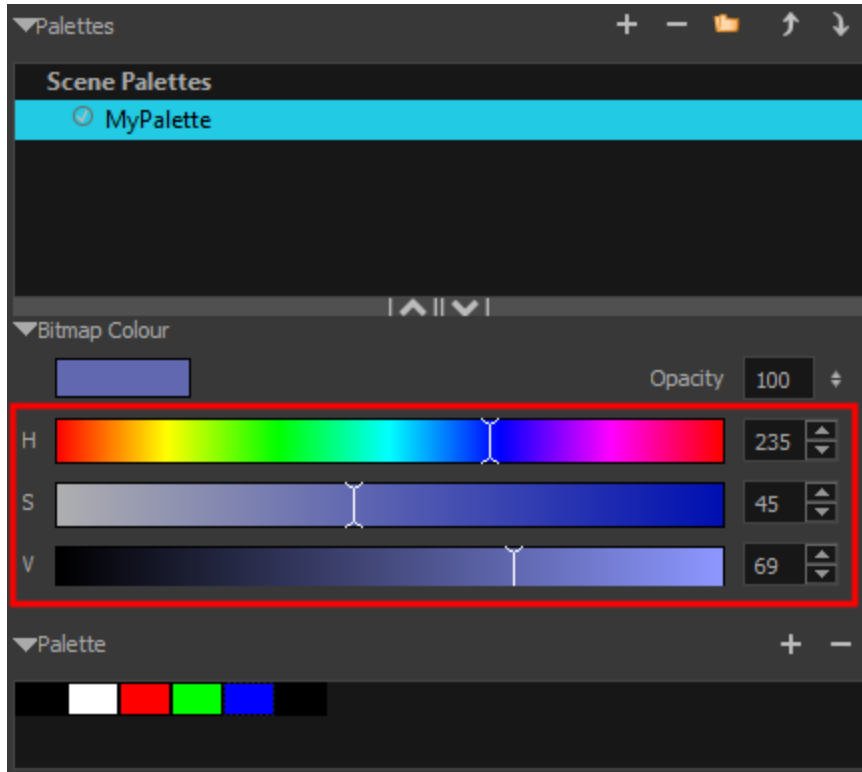 Palettes
Scene Palettes
MyPalette
Bitmap Colour
Opacity 100
H 235
S 45
V 69
Palette